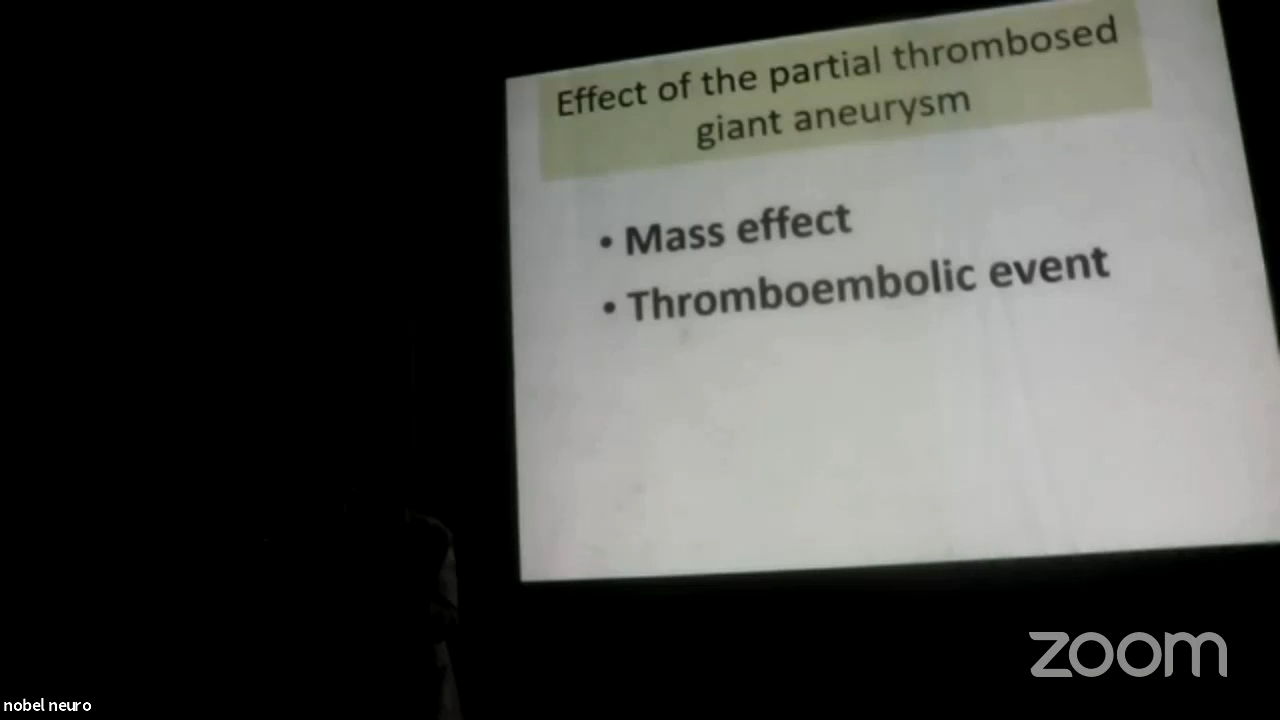 Effect of the partial thrombosed
giant aneurysm
• Mass effect
• Thromboembolic event
zoom
nobel neuro